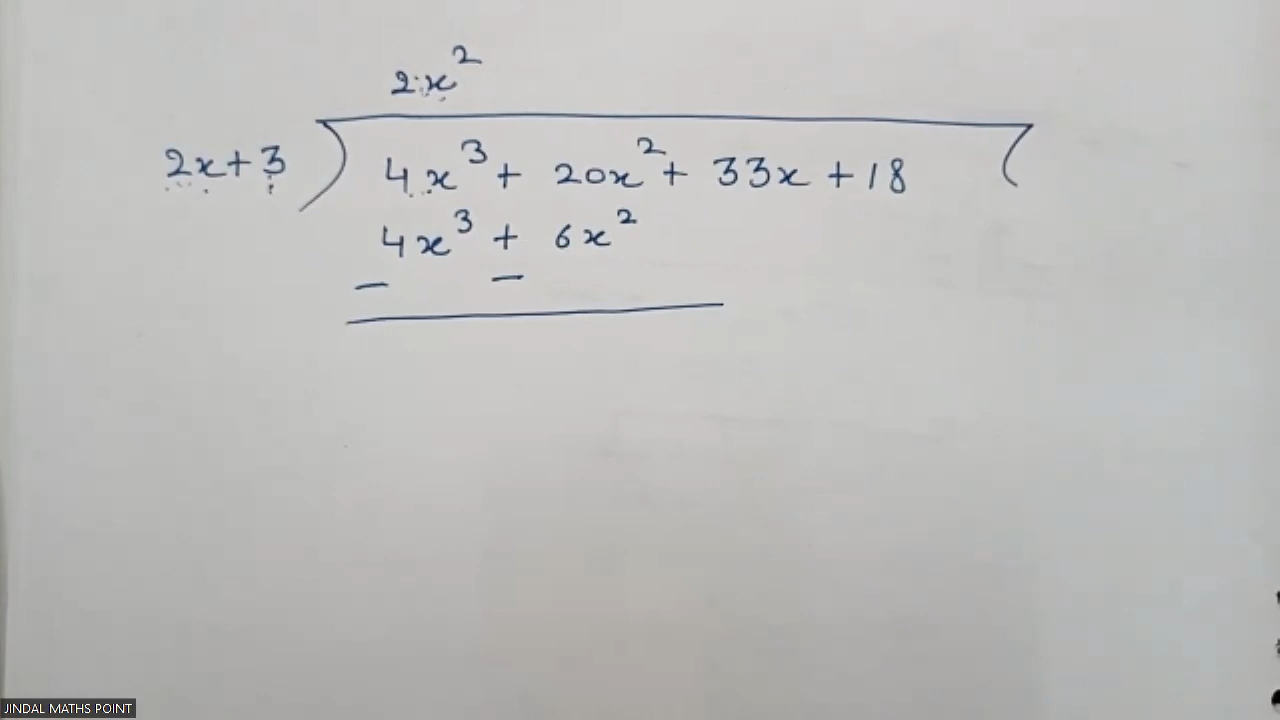 2x²
2x+3 ) 4x³ + 20x² + 33x + 18 (
4x³ + 6x²
− −
JINDAL MATHS POINT